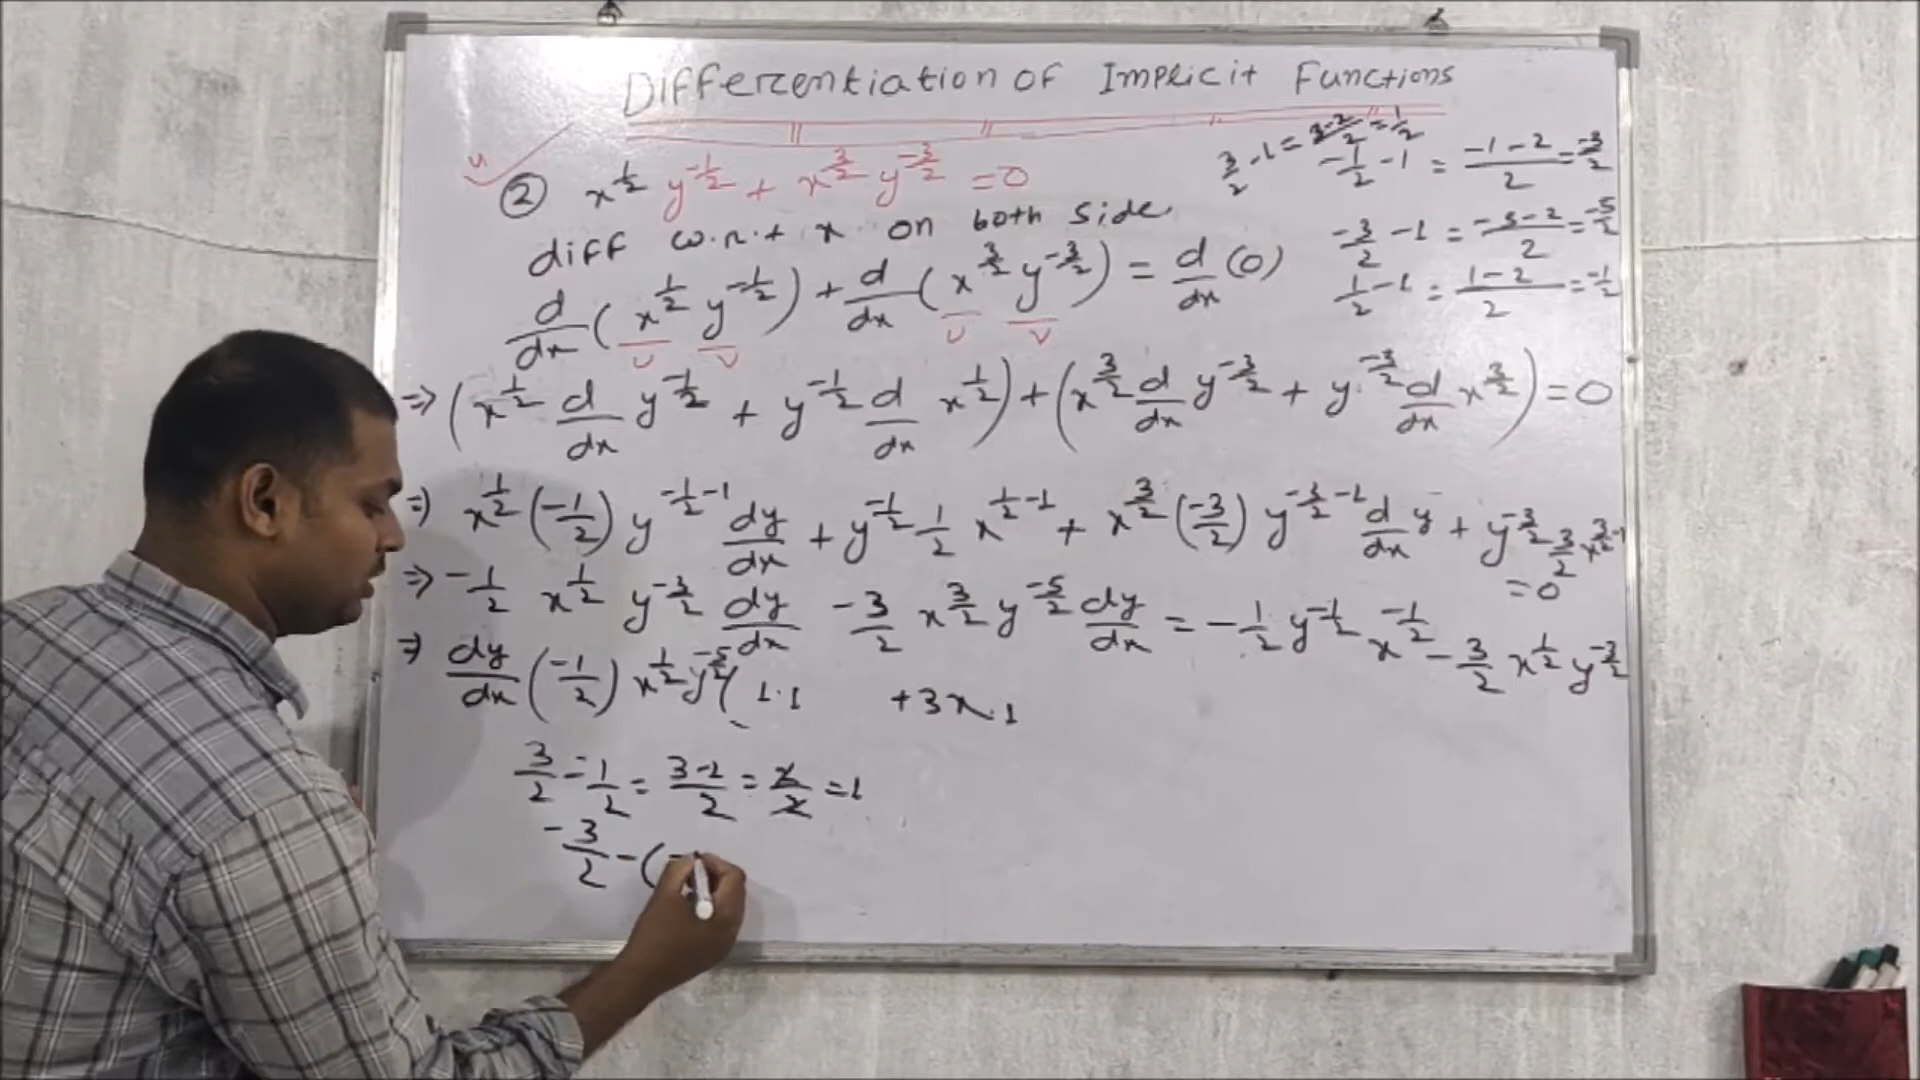 Differentiation of Implicit Functions
② x^{1/2} y^{-1/2} + x^{3/2} y^{-3/2} = 0
3/2 - 1 = 3-2/2 = 1/2
-1/2 - 1 = -1-2/2 = -3/2
-3/2 - 1 = -3-2/2 = -5/2
1/2 - 1 = 1-2/2 = -1/2
diff w.r.t x on both side
d/dx (x^{1/2} y^{-1/2}) + d/dx (x^{3/2} y^{-3/2}) = d/dx (0)
U V U V
⇒ (x^{1/2} d/dx y^{-1/2} + y^{-1/2} d/dx x^{1/2}) + (x^{3/2} d/dx y^{-3/2} + y^{-3/2} d/dx x^{3/2}) = 0
⇒ x^{1/2} (-1/2) y^{-1/2-1} dy/dx + y^{-1/2} 1/2 x^{1/2-1} + x^{3/2} (-3/2) y^{-3/2-1} d/dx y + y^{-3/2} 3/2 x^{3/2-1}
= 0
⇒ -1/2 x^{1/2} y^{-3/2} dy/dx - 3/2 x^{3/2} y^{-5/2} dy/dx = -1/2 y^{-1/2} x^{-1/2} - 3/2 x^{1/2} y^{-3/2}
⇒ dy/dx (-1/2) x^{1/2} y^{-5/2} ( 1.1 + 3x.1
3/2 - 1/2 = 3-1/2 = 2/2 = 1
-3/2 - (-